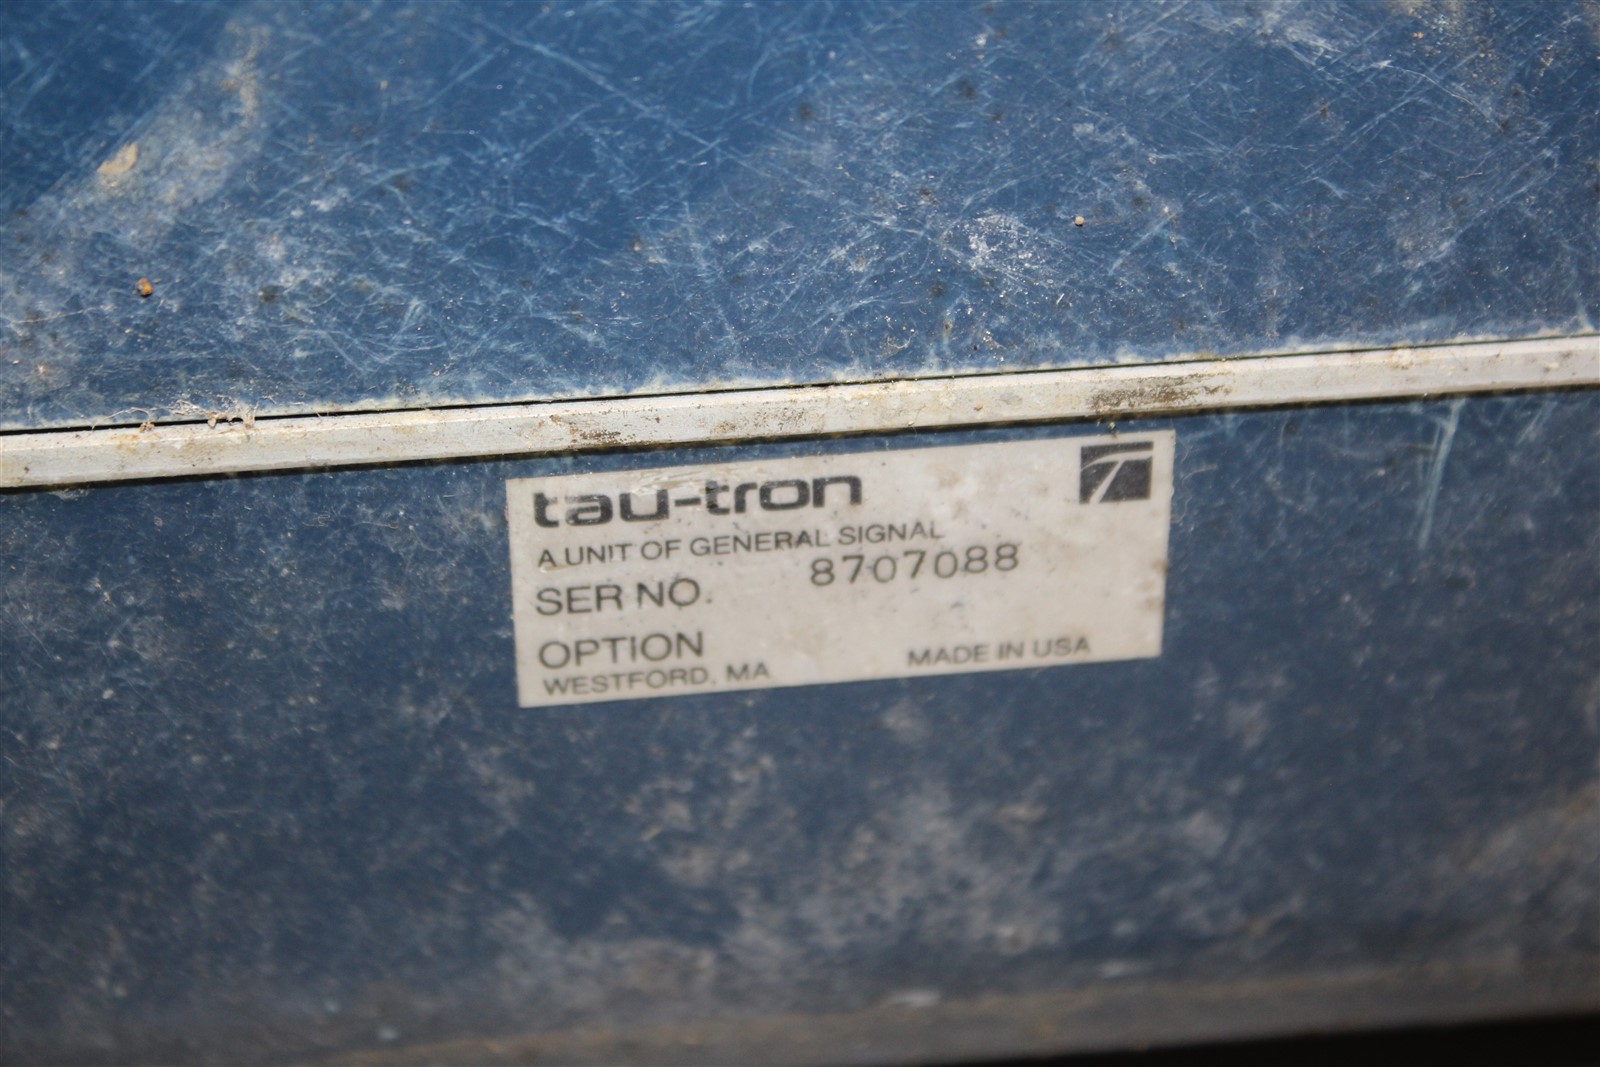 tau-tron
A UNIT OF GENERAL SIGNAL
SER NO. 8707088
OPTION
WESTFORD, MA MADE IN USA